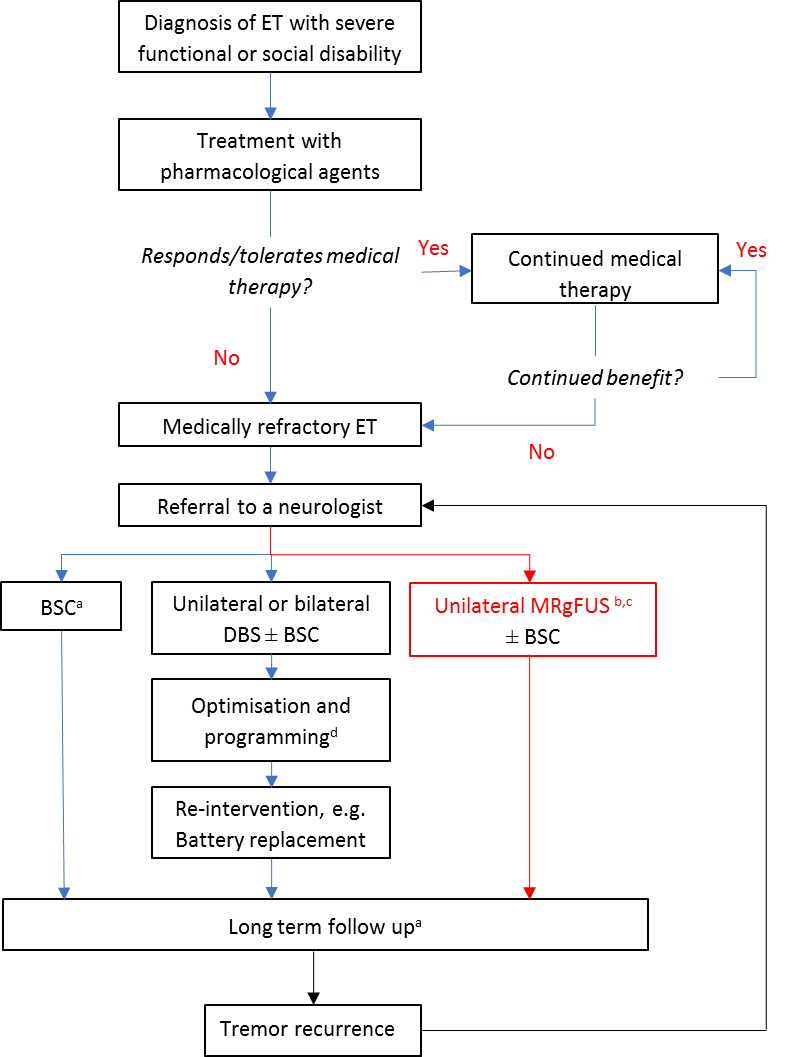 Diagnosis of ET with severe
functional or social disability
Treatment with
pharmacological agents
Responds/tolerates medical
therapy?
Yes
Continued medical
therapy
Yes
No
Continued benefit?
No
Medically refractory ET
Referral to a neurologist
BSCᵃ
Unilateral or bilateral
DBS ± BSC
Unilateral MRgFUS ᵇ,ᶜ
± BSC
Optimisation and
programmingᵈ
Re-intervention, e.g.
Battery replacement
Long term follow upᵃ
Tremor recurrence